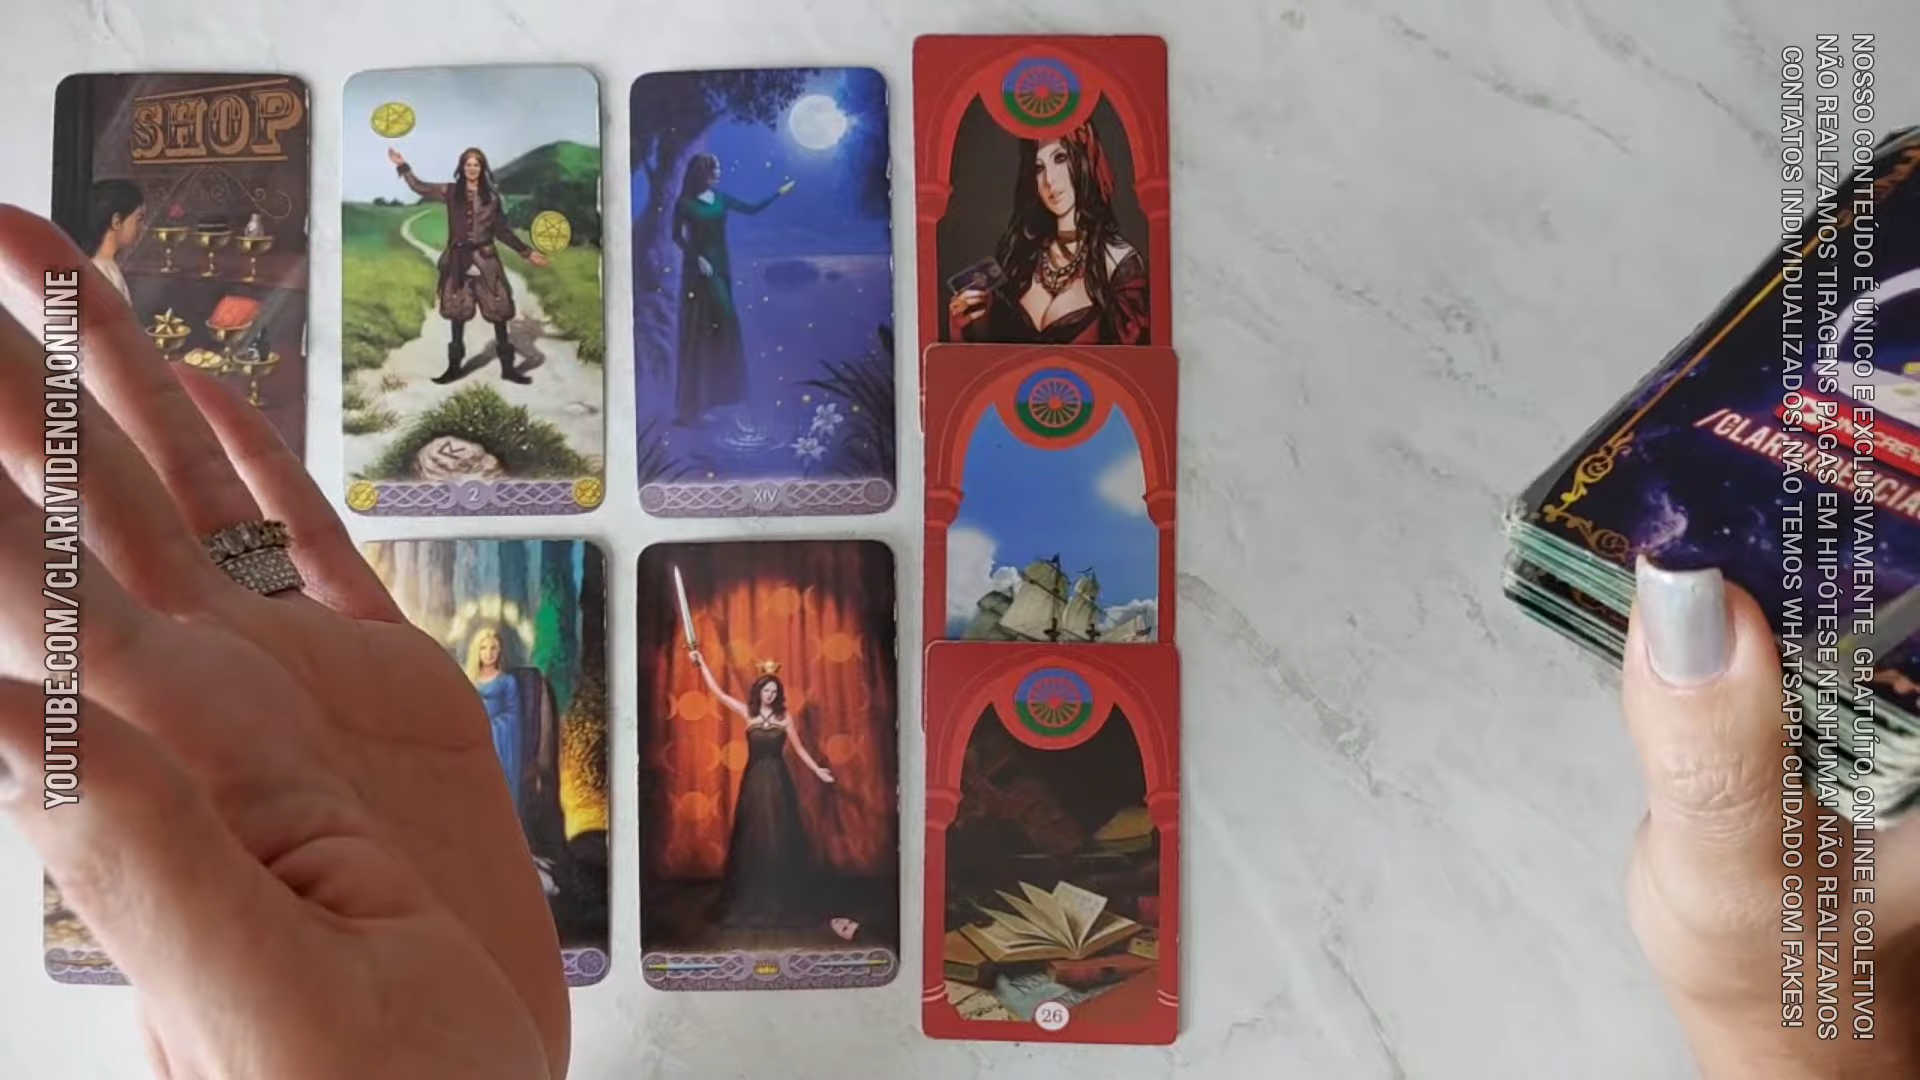 YOUTUBE.COM/CLARIVIDENCIAONLINE
SHOP
2
XIV
26
NOSSO CONTEÚDO É ÚNICO E EXCLUSIVAMENTE GRATUÍTO, ONLINE E COLETIVO!
NÃO REALIZAMOS TIRAGENS PAGAS EM HIPÓTESE NENHUMA! NÃO REALIZAMOS
CONTATOS INDIVIDUALIZADOS! NÃO TEMOS WHATSAPP! CUIDADO COM FAKES!